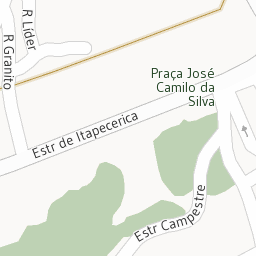 R Líder
R Granito
Praça José
Camilo da
Silva
Estr de Itapecerica
Estr Campestre